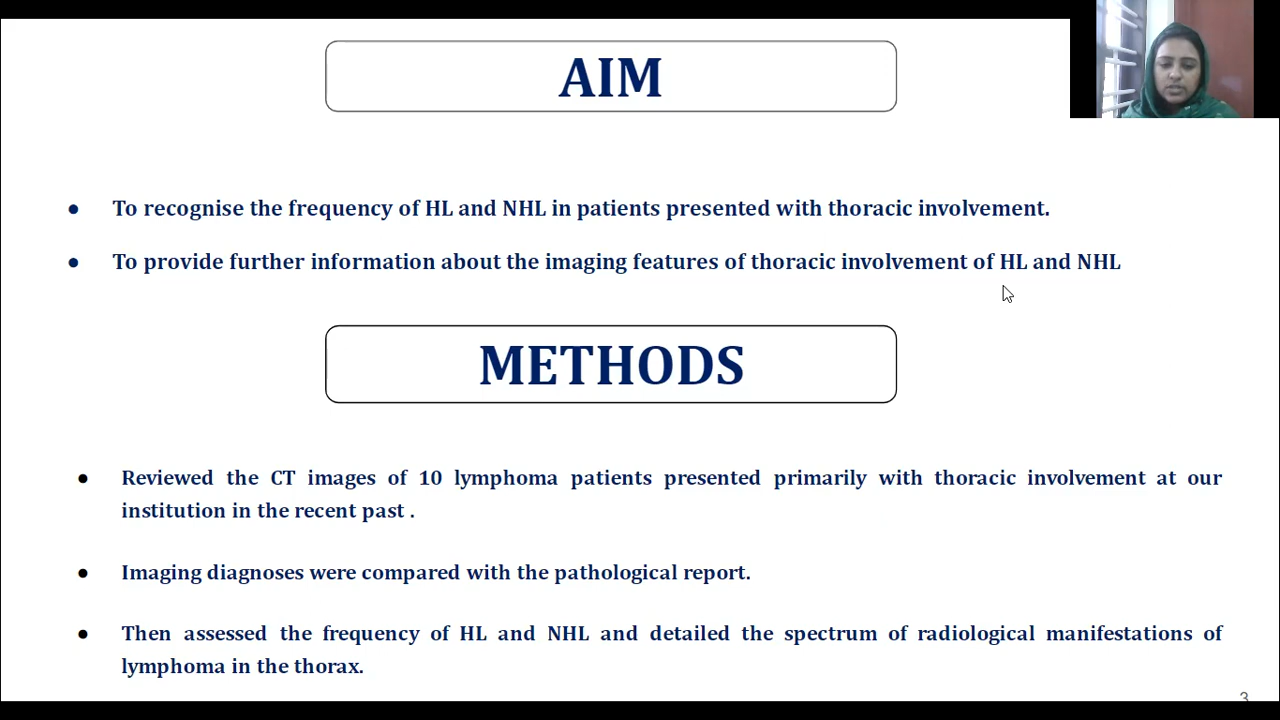 AIM
● To recognise the frequency of HL and NHL in patients presented with thoracic involvement.
● To provide further information about the imaging features of thoracic involvement of HL and NHL
METHODS
● Reviewed the CT images of 10 lymphoma patients presented primarily with thoracic involvement at our
institution in the recent past .
● Imaging diagnoses were compared with the pathological report.
● Then assessed the frequency of HL and NHL and detailed the spectrum of radiological manifestations of
lymphoma in the thorax.
3